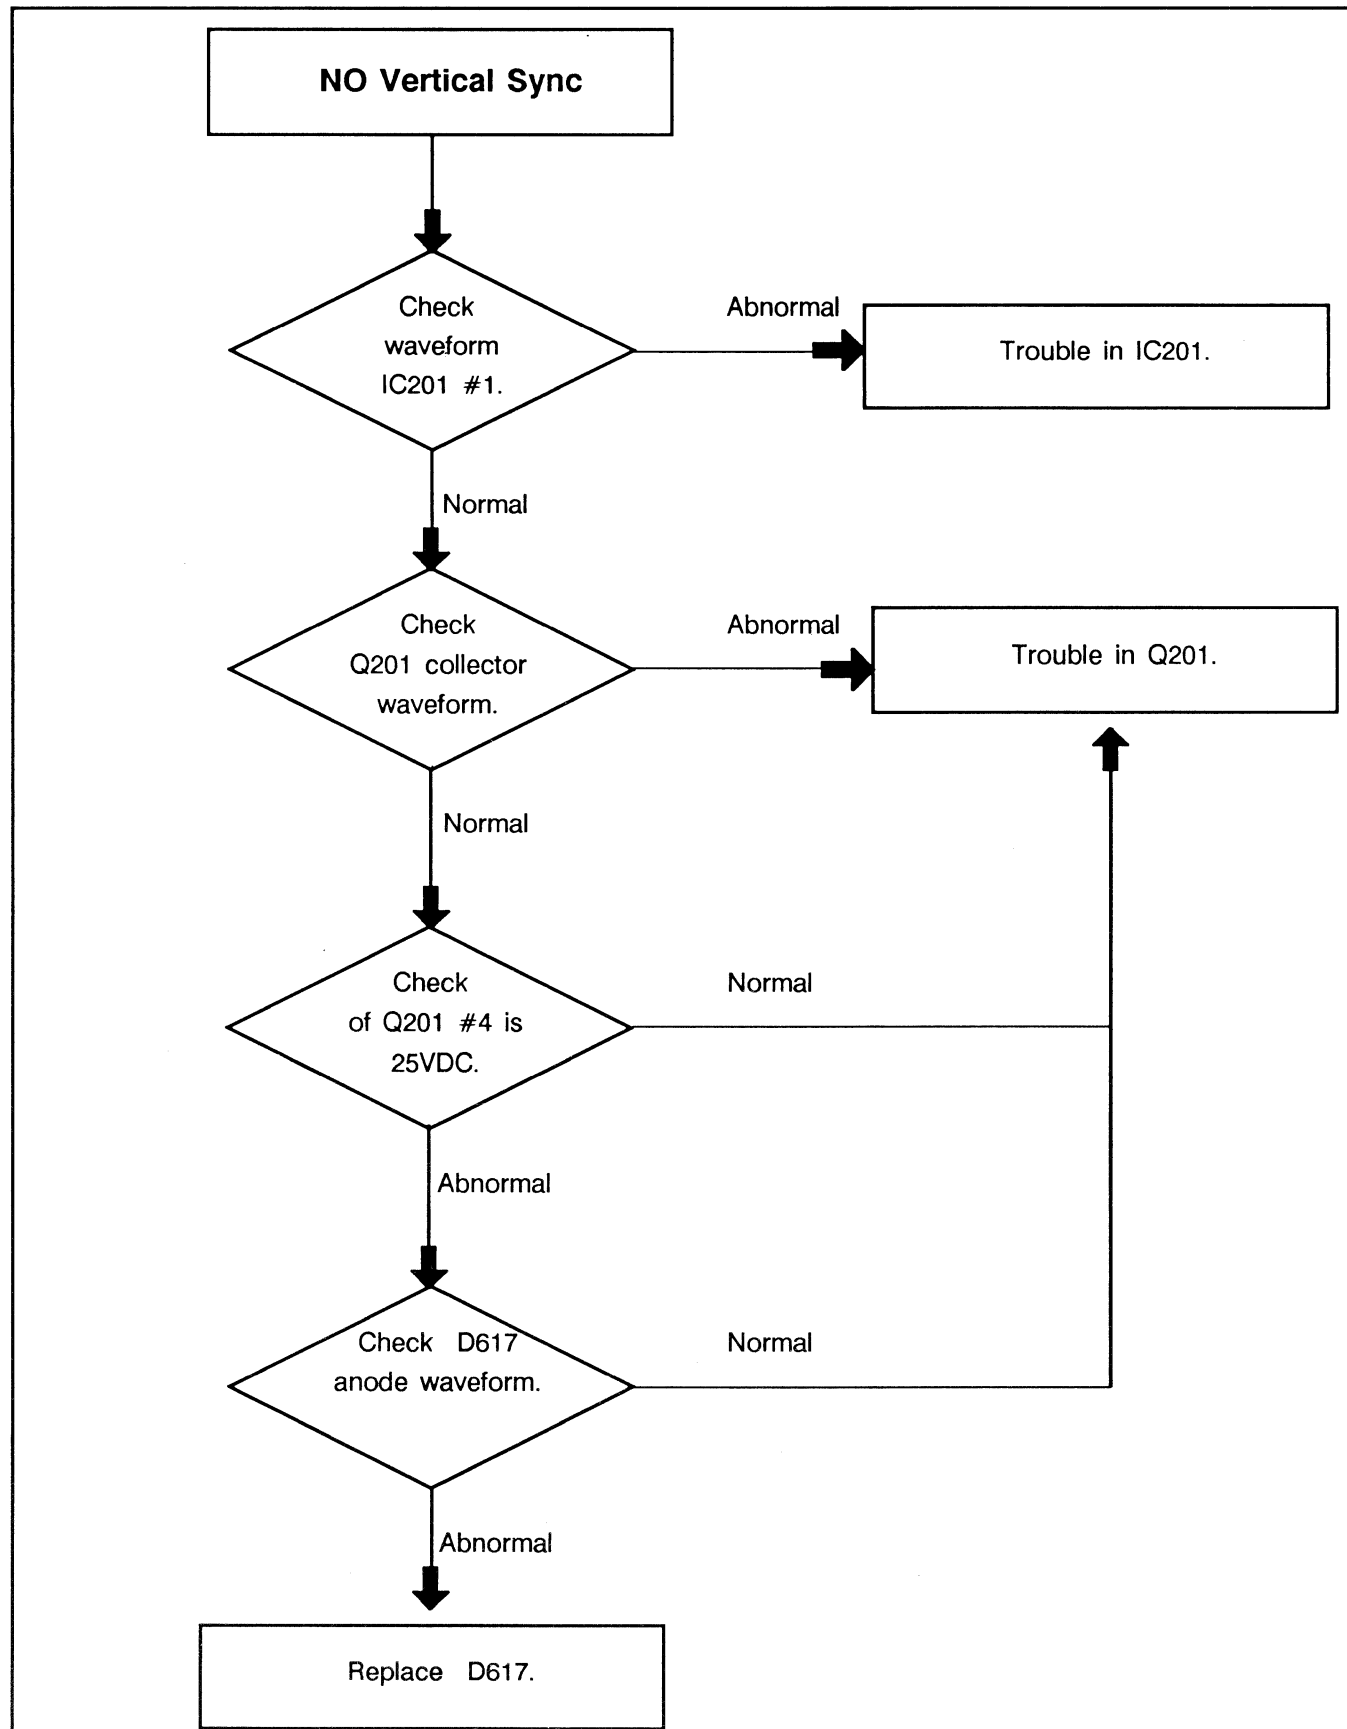 NO Vertical Sync
Check
waveform
IC201 #1.
Abnormal
Trouble in IC201.
Normal
Check
Q201 collector
waveform.
Abnormal
Trouble in Q201.
Normal
Check
of Q201 #4 is
25VDC.
Normal
Abnormal
Check D617
anode waveform.
Normal
Abnormal
Replace D617.